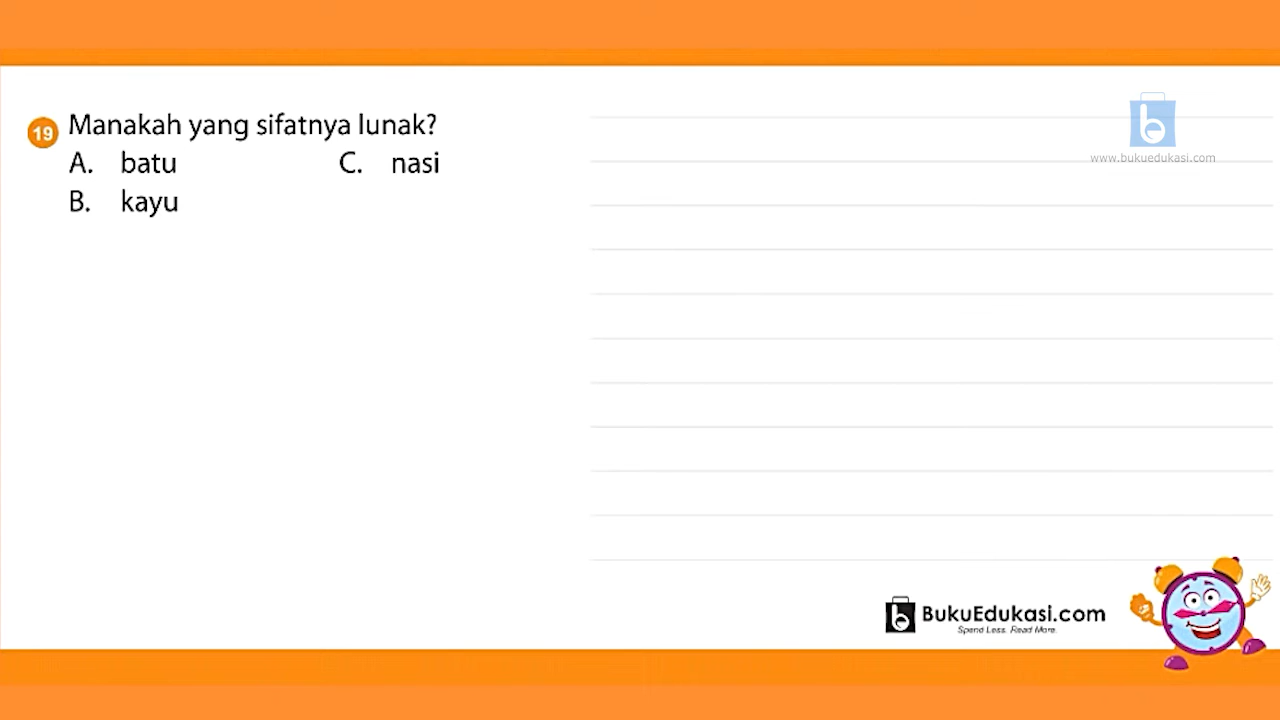 19 Manakah yang sifatnya lunak?
A. batu C. nasi
B. kayu
b
www.bukuedukasi.com
b BukuEdukasi.com
Spend Less. Read More.